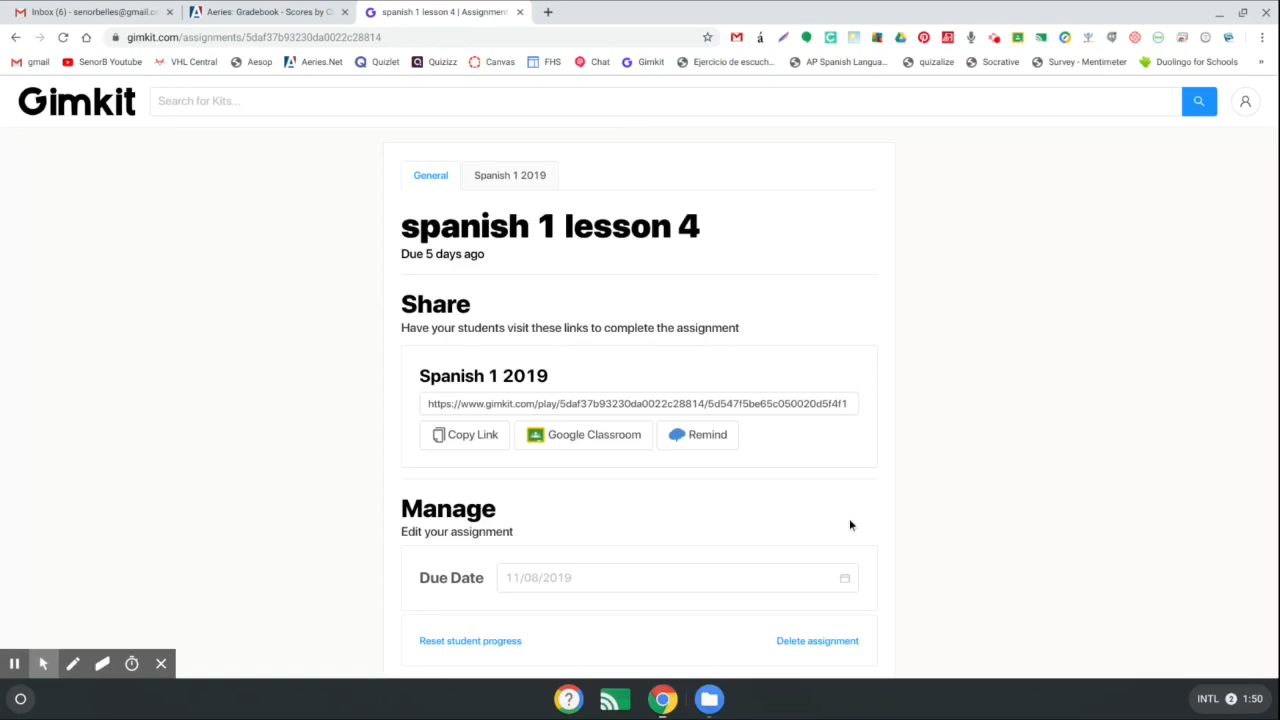 Inbox (6) - senorbelles@gmail.co
Aeries: Gradebook - Scores by C
spanish 1 lesson 4 | Assignment
gimkit.com/assignments/5daf37b93230da0022c28814
gmail
SenorB Youtube
VHL Central
Aesop
Aeries.Net
Quizlet
Quizizz
Canvas
FHS
Chat
Gimkit
Ejercicio de escuch...
AP Spanish Langua...
quizalize
Socrative
Survey - Mentimeter
Duolingo for Schools
»
Gimkit
Search for Kits...
General
Spanish 1 2019
spanish 1 lesson 4
Due 5 days ago
Share
Have your students visit these links to complete the assignment
Spanish 1 2019
https://www.gimkit.com/play/5daf37b93230da0022c28814/5d547f5be65c050020d5f4f1
Copy Link
Google Classroom
Remind
Manage
Edit your assignment
Due Date
11/08/2019
Reset student progress
Delete assignment
INTL 2 1:50